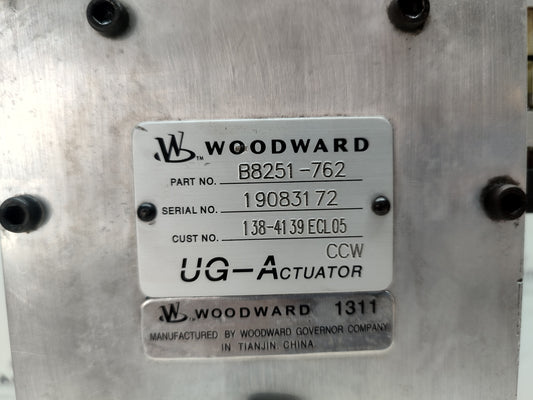 W WOODWARD
PART NO. B8251-762
SERIAL NO. 19083172
CUST NO. 138-4139 ECL05
CCW
UG-ACTUATOR
W WOODWARD 1311
MANUFACTURED BY WOODWARD GOVERNOR COMPANY
IN TIANJIN, CHINA